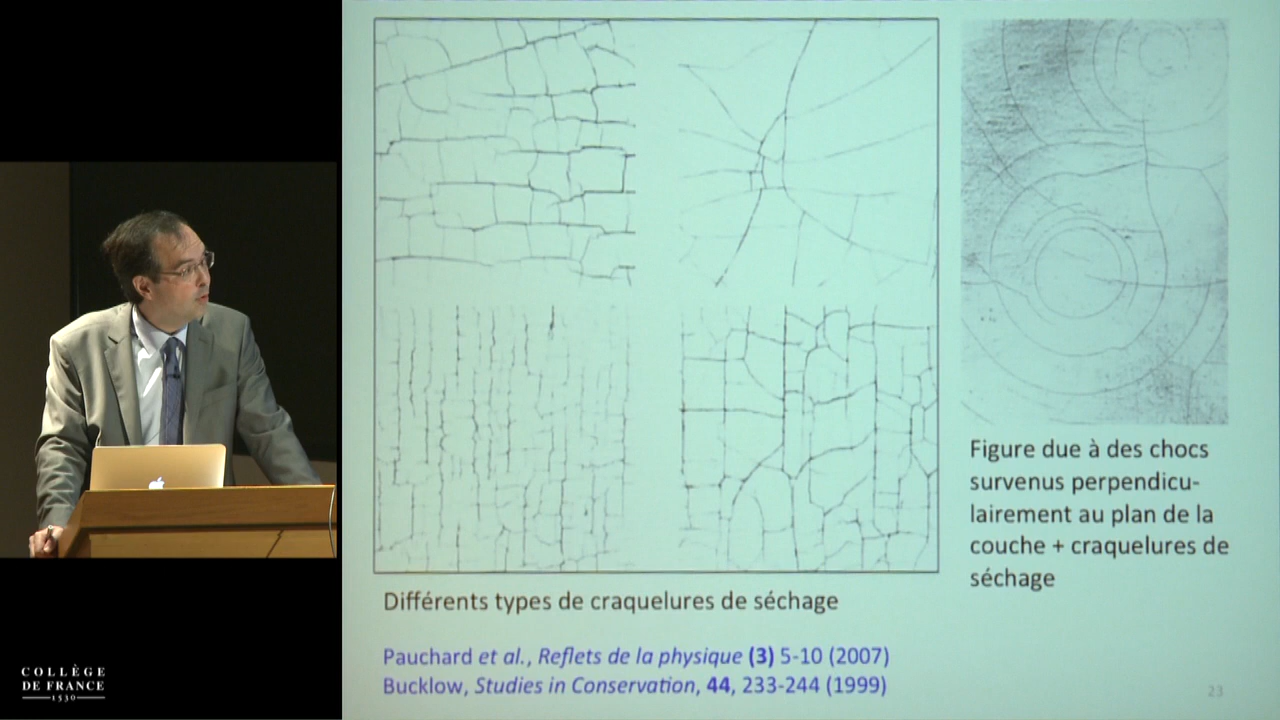 Figure due à des chocs
survenus perpendicu-
lairement au plan de la
couche + craquelures de
séchage
Différents types de craquelures de séchage
Pauchard et al., Reflets de la physique (3) 5-10 (2007)
Bucklow, Studies in Conservation, 44, 233-244 (1999)
23
COLLÈGE
DE FRANCE
1530